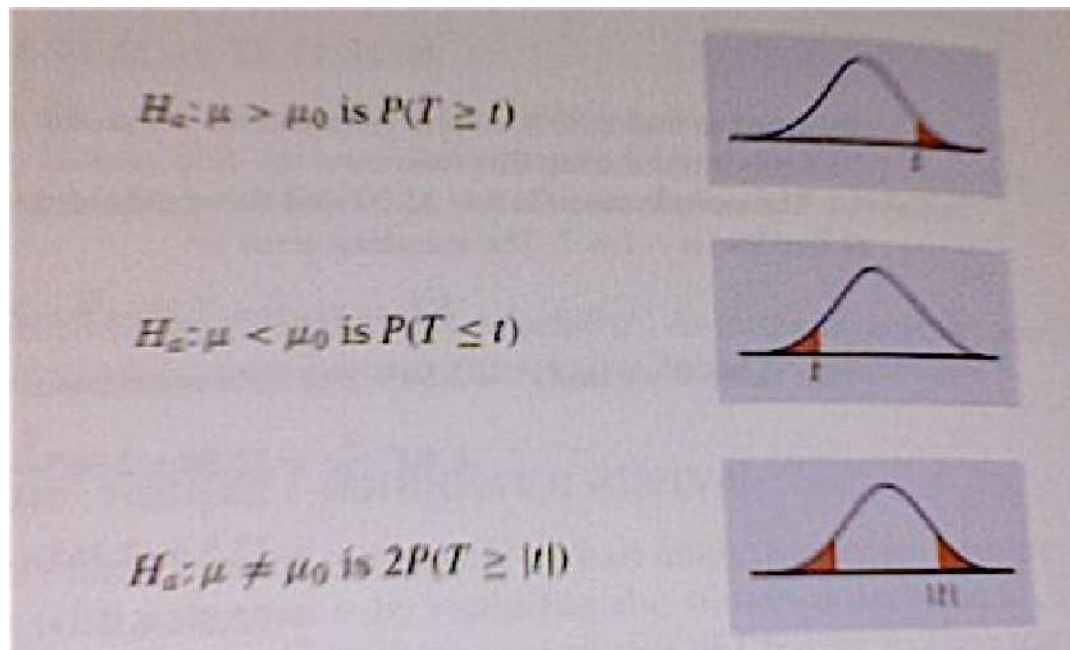 Hₐ: μ > μ₀ is P(T ≥ t)
t
Hₐ: μ < μ₀ is P(T ≤ t)
t
Hₐ: μ ≠ μ₀ is 2P(T ≥ |t|)
|t|